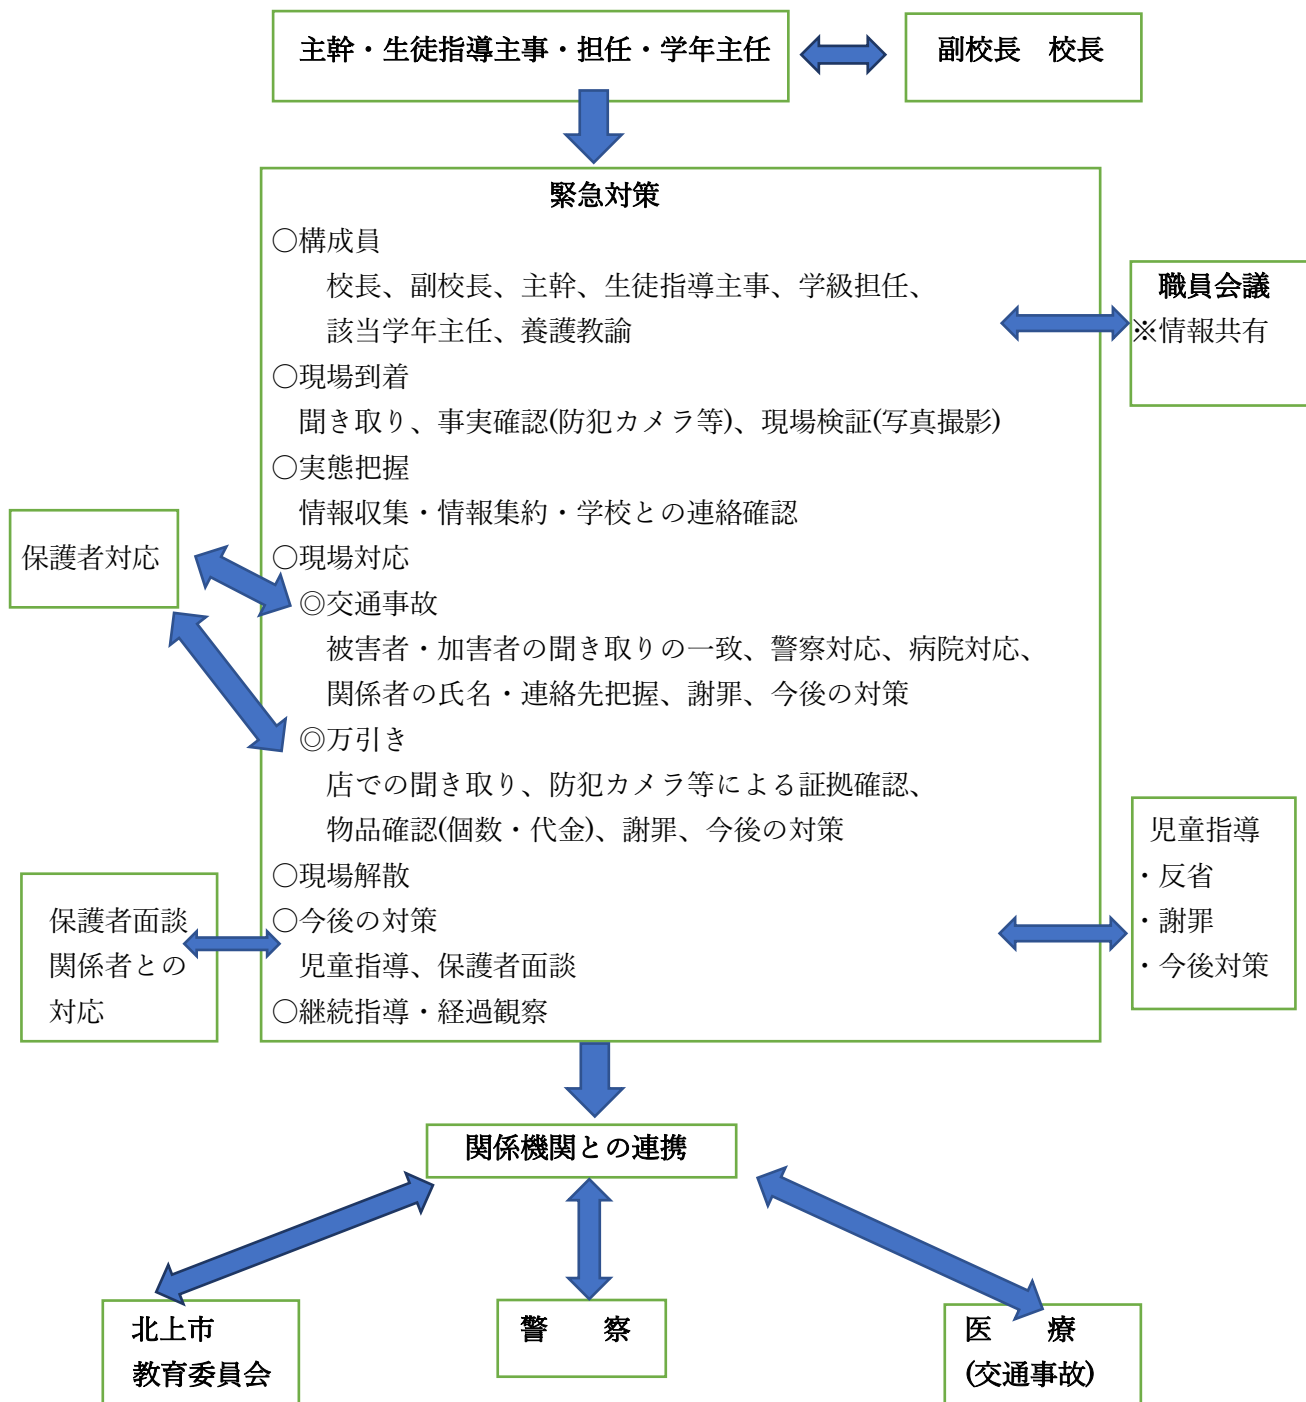 主幹・生徒指導主事・担任・学年主任
副校長　校長
緊急対策
○構成員
校長、副校長、主幹、生徒指導主事、学級担任、
該当学年主任、養護教諭
職員会議
※情報共有
○現場到着
聞き取り、事実確認(防犯カメラ等)、現場検証(写真撮影)
○実態把握
情報収集・情報集約・学校との連絡確認
保護者対応
○現場対応
◎交通事故
被害者・加害者の聞き取りの一致、警察対応、病院対応、
関係者の氏名・連絡先把握、謝罪、今後の対策
◎万引き
店での聞き取り、防犯カメラ等による証拠確認、
物品確認(個数・代金)、謝罪、今後の対策
○現場解散
○今後の対策
児童指導、保護者面談
○継続指導・経過観察
児童指導
・反省
・謝罪
・今後対策
保護者面談
関係者との
対応
関係機関との連携
北上市
教育委員会
警　　察
医　　療
(交通事故)